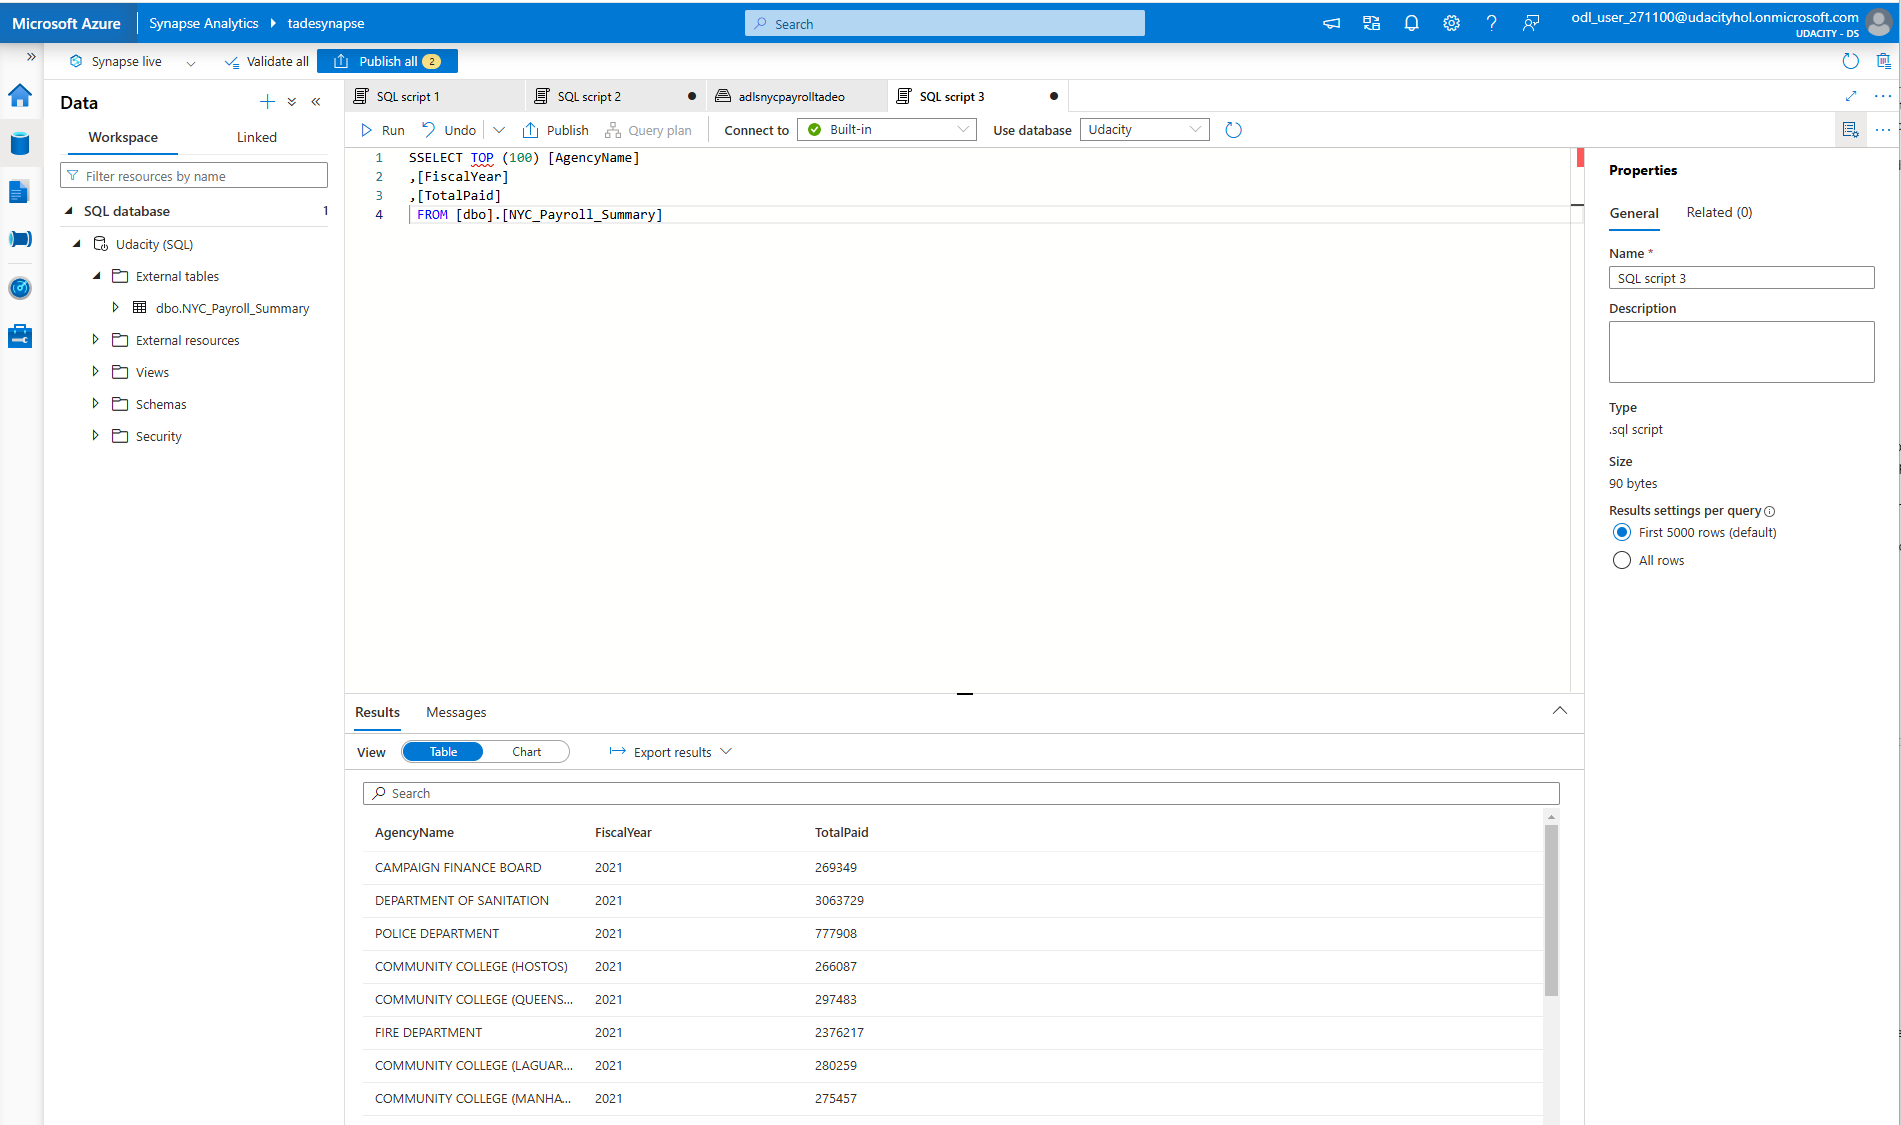 Microsoft Azure
Synapse Analytics
tadesynapse
Search
odl_user_271100@udacityhol.onmicrosoft.com
UDACITY - DS
Synapse live
Validate all
Publish all 2
Data
Workspace
Linked
Filter resources by name
SQL database 1
Udacity (SQL)
External tables
dbo.NYC_Payroll_Summary
External resources
Views
Schemas
Security
SQL script 1
SQL script 2
adlsnycpayrolltadeo
SQL script 3
Run
Undo
Publish
Query plan
Connect to
Built-in
Use database
Udacity
1 SSELECT TOP (100) [AgencyName]
2 ,[FiscalYear]
3 ,[TotalPaid]
4 FROM [dbo].[NYC_Payroll_Summary]
Results
Messages
View
Table
Chart
Export results
Search
AgencyName FiscalYear TotalPaid
CAMPAIGN FINANCE BOARD 2021 269349
DEPARTMENT OF SANITATION 2021 3063729
POLICE DEPARTMENT 2021 777908
COMMUNITY COLLEGE (HOSTOS) 2021 266087
COMMUNITY COLLEGE (QUEENS... 2021 297483
FIRE DEPARTMENT 2021 2376217
COMMUNITY COLLEGE (LAGUAR... 2021 280259
COMMUNITY COLLEGE (MANHA... 2021 275457
Properties
General
Related (0)
Name *
SQL script 3
Description
Type
.sql script
Size
90 bytes
Results settings per query
First 5000 rows (default)
All rows